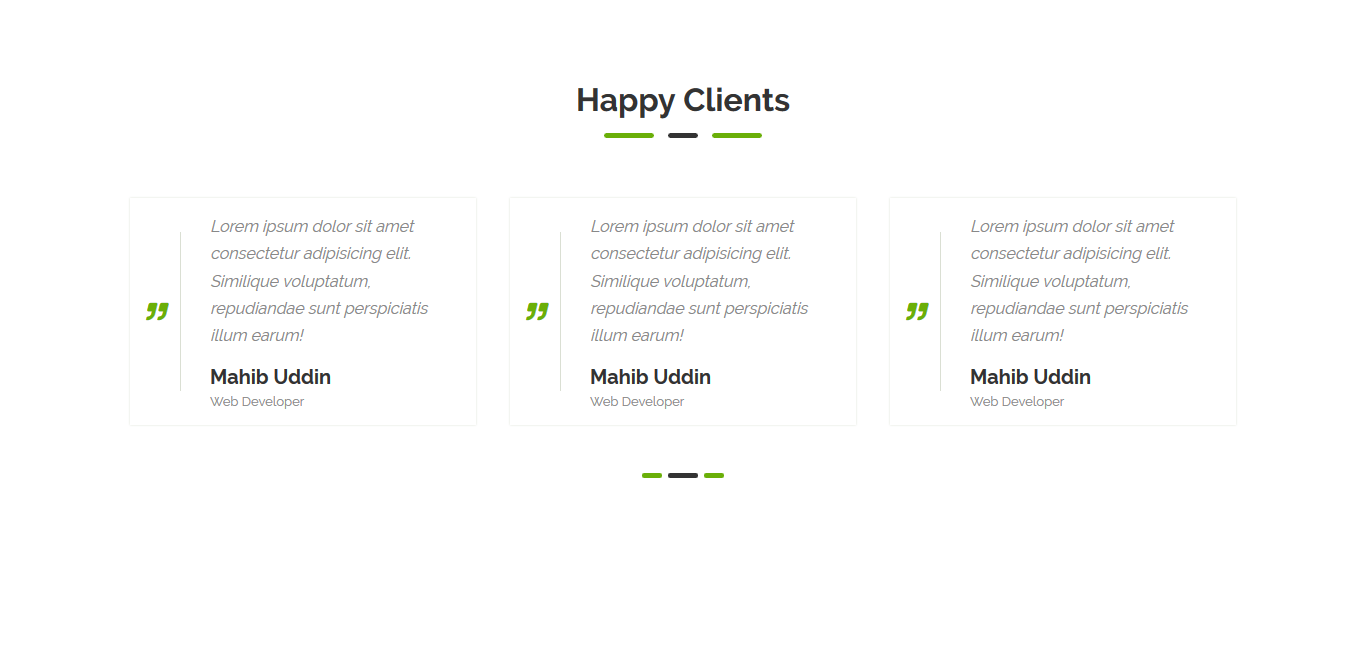 Happy Clients
Lorem ipsum dolor sit amet
consectetur adipisicing elit.
Similique voluptatum,
repudiandae sunt perspiciatis
illum earum!
Mahib Uddin
Web Developer
Lorem ipsum dolor sit amet
consectetur adipisicing elit.
Similique voluptatum,
repudiandae sunt perspiciatis
illum earum!
Mahib Uddin
Web Developer
Lorem ipsum dolor sit amet
consectetur adipisicing elit.
Similique voluptatum,
repudiandae sunt perspiciatis
illum earum!
Mahib Uddin
Web Developer